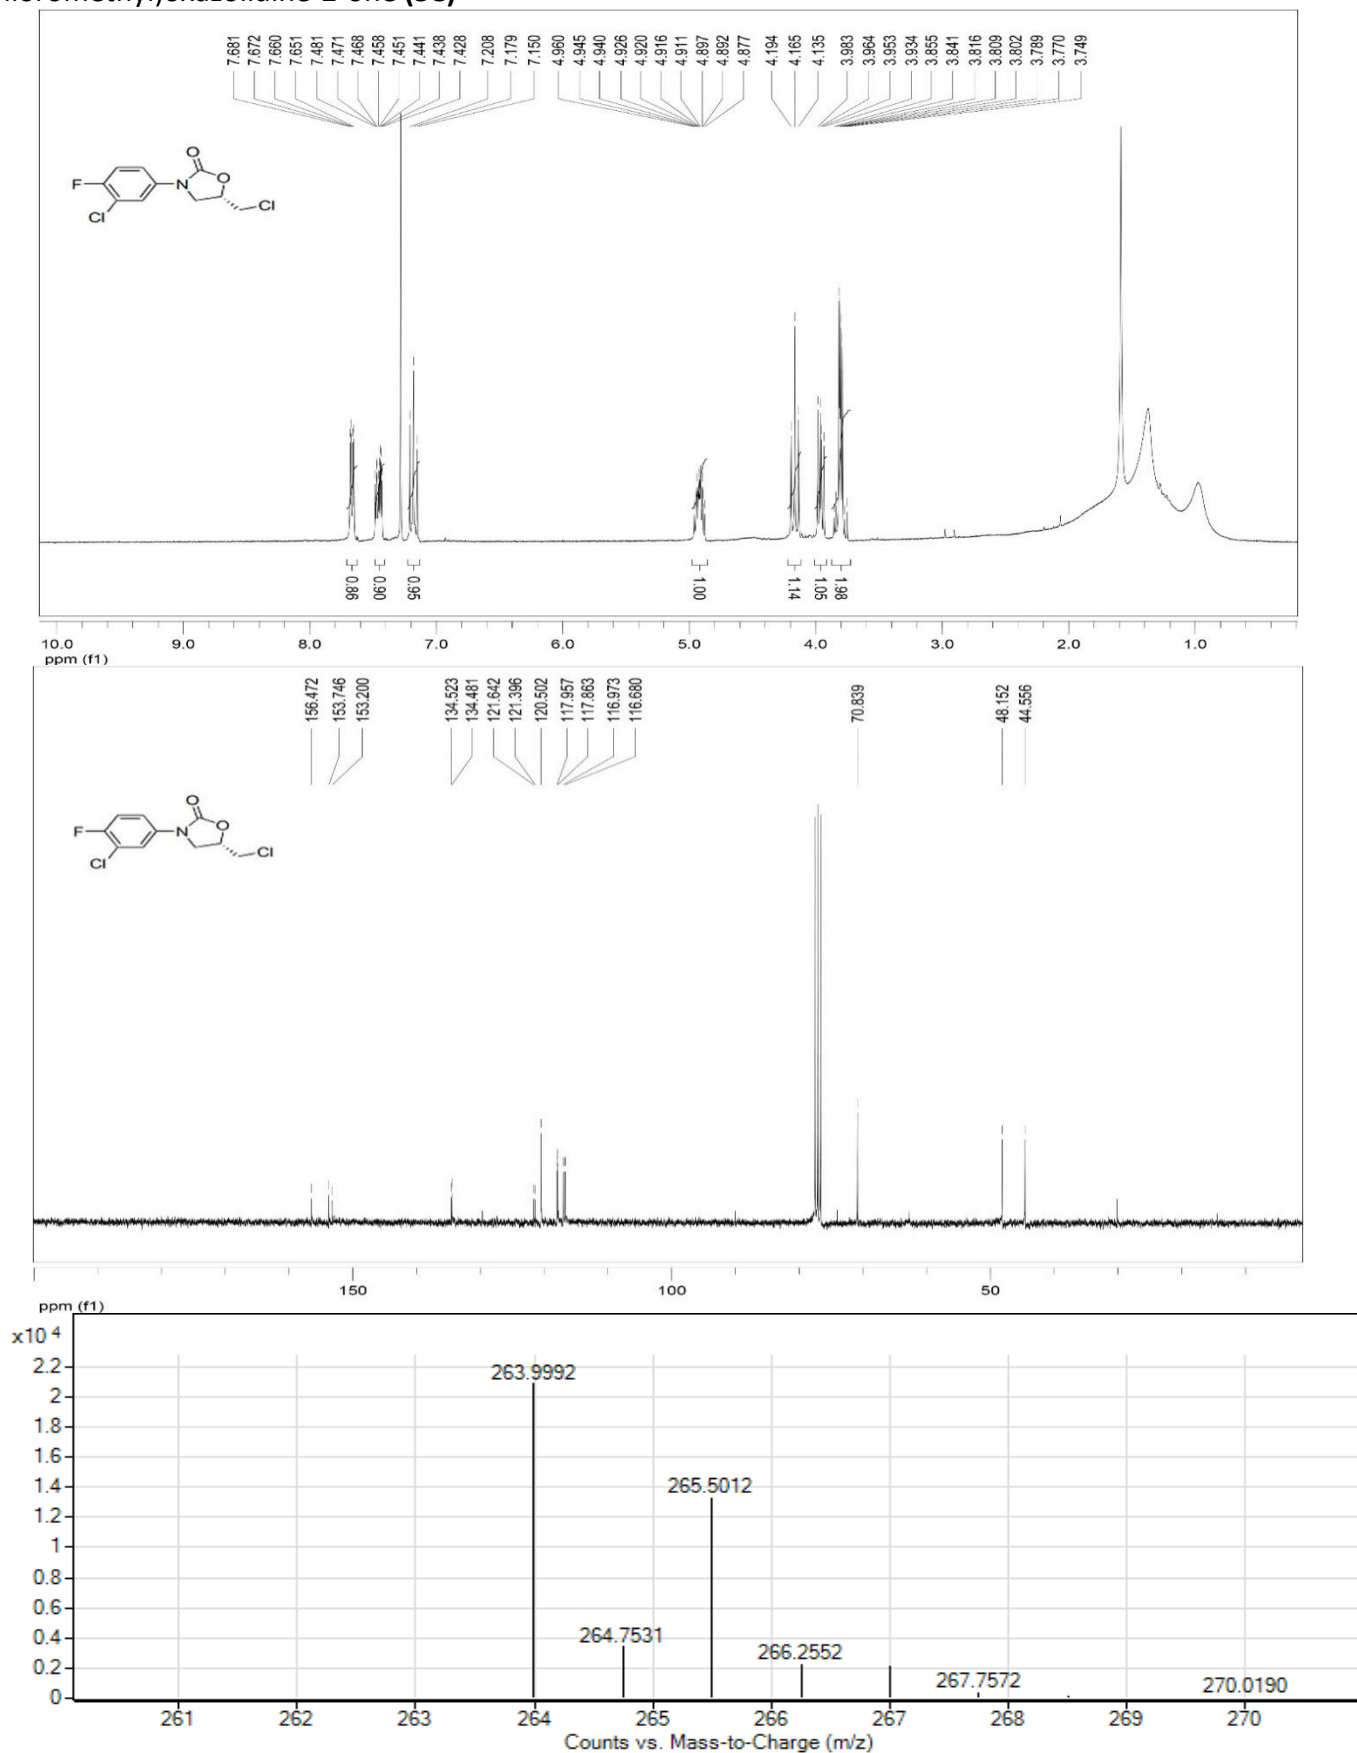 7.681 7.672 7.660 7.651 7.481 7.471 7.468 7.458 7.451 7.441 7.438 7.428 7.208 7.179 7.150 4.960 4.945 4.940 4.926 4.920 4.916 4.911 4.897 4.892 4.877 4.194 4.165 4.135 3.983 3.964 3.953 3.934 3.855 3.841 3.816 3.809 3.802 3.789 3.770 3.749
O
F N O
Cl Cl
0.86 0.90 0.95 1.00 1.14 1.05 1.98
10.0 9.0 8.0 7.0 6.0 5.0 4.0 3.0 2.0 1.0
ppm (f1)
156.472 153.746 153.200 134.523 134.481 121.642 121.396 120.502 117.957 117.863 116.973 116.680 70.839 48.152 44.556
O
F N O
Cl Cl
150 100 50
ppm (f1)
x10 4
2.2
263.9992
2
1.8
1.6
265.5012
1.4
1.2
1
0.8
0.6
264.7531
0.4
266.2552
0.2
267.7572 270.0190
0
261 262 263 264 265 266 267 268 269 270
Counts vs. Mass-to-Charge (m/z)